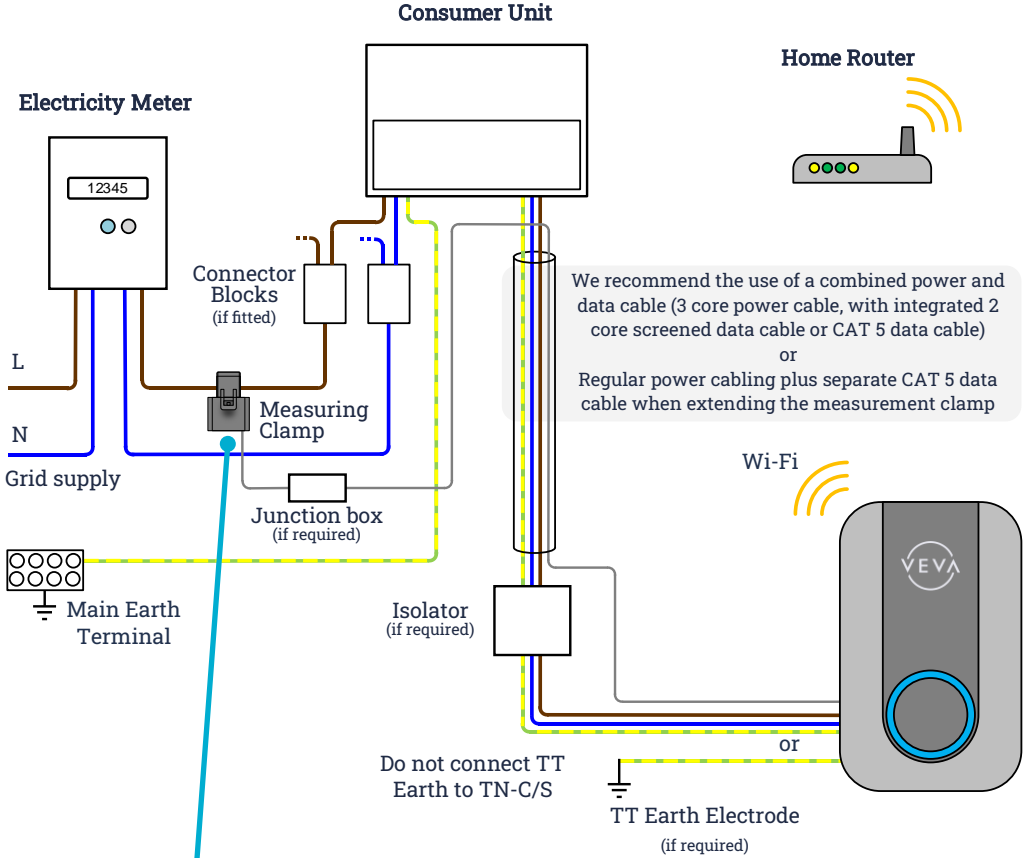 Consumer Unit
Home Router
Electricity Meter
12345
Connector
Blocks
(if fitted)
We recommend the use of a combined power and
data cable (3 core power cable, with integrated 2
core screened data cable or CAT 5 data cable)
or
Regular power cabling plus separate CAT 5 data
cable when extending the measurement clamp
L
Measuring
Clamp
N
Grid supply
Wi-Fi
Junction box
(if required)
VEVA
Main Earth
Terminal
Isolator
(if required)
or
Do not connect TT
Earth to TN-C/S
TT Earth Electrode
(if required)